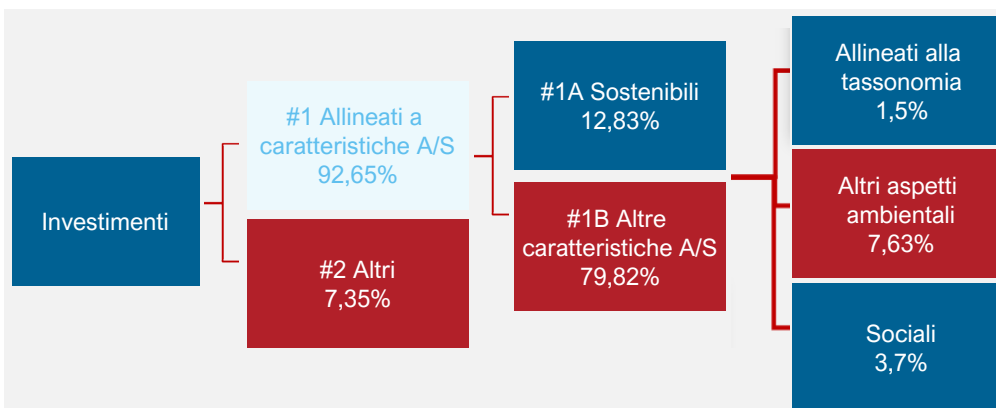 Investimenti
#1 Allineati a
caratteristiche A/S
92,65%
#2 Altri
7,35%
#1A Sostenibili
12,83%
#1B Altre
caratteristiche A/S
79,82%
Allineati alla
tassonomia
1,5%
Altri aspetti
ambientali
7,63%
Sociali
3,7%